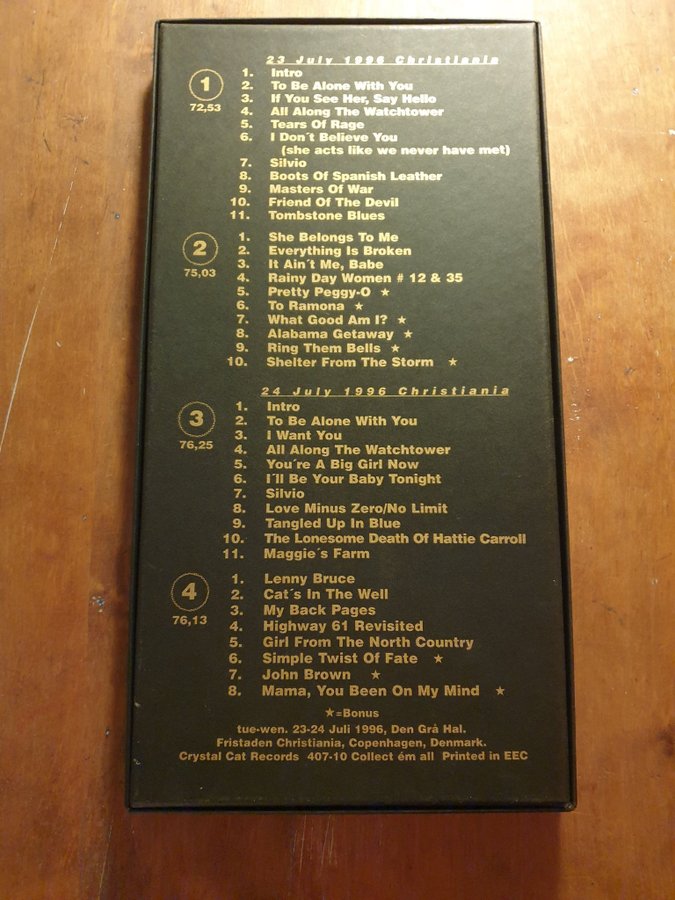 23 July 1996 Christiania
1
72,53
1. Intro
2. To Be Alone With You
3. If You See Her, Say Hello
4. All Along The Watchtower
5. Tears Of Rage
6. I Don´t Believe You
(she acts like we never have met)
7. Silvio
8. Boots Of Spanish Leather
9. Masters Of War
10. Friend Of The Devil
11. Tombstone Blues
2
75,03
1. She Belongs To Me
2. Everything Is Broken
3. It Ain´t Me, Babe
4. Rainy Day Women # 12 & 35
5. Pretty Peggy-O ★
6. To Ramona ★
7. What Good Am I? ★
8. Alabama Getaway ★
9. Ring Them Bells ★
10. Shelter From The Storm ★
24 July 1996 Christiania
3
76,25
1. Intro
2. To Be Alone With You
3. I Want You
4. All Along The Watchtower
5. You´re A Big Girl Now
6. I´ll Be Your Baby Tonight
7. Silvio
8. Love Minus Zero/No Limit
9. Tangled Up In Blue
10. The Lonesome Death Of Hattie Carroll
11. Maggie´s Farm
4
76,13
1. Lenny Bruce
2. Cat´s In The Well
3. My Back Pages
4. Highway 61 Revisited
5. Girl From The North Country
6. Simple Twist Of Fate ★
7. John Brown ★
8. Mama, You Been On My Mind ★
★=Bonus
tue-wen. 23-24 Juli 1996, Den Grå Hal.
Fristaden Christiania, Copenhagen, Denmark.
Crystal Cat Records 407-10 Collect ém all Printed in EEC